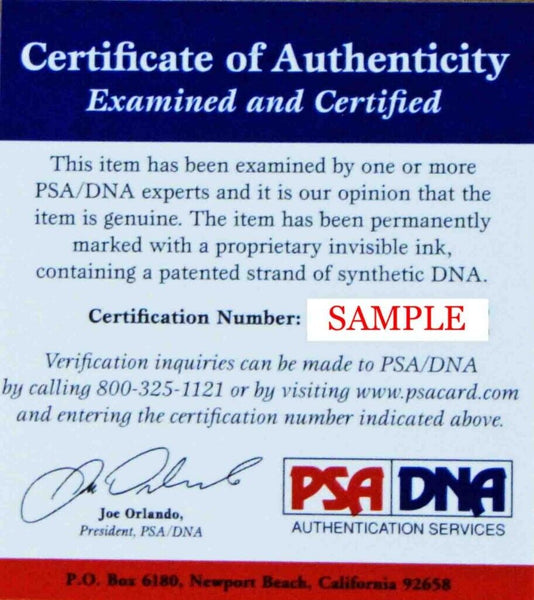 Certificate of Authenticity
Examined and Certified
This item has been examined by one or more
PSA/DNA experts and it is our opinion that the
item is genuine. The item has been permanently
marked with a proprietary invisible ink,
containing a patented strand of synthetic DNA.
Certification Number: SAMPLE
Verification inquiries can be made to PSA/DNA
by calling 800-325-1121 or by visiting www.psacard.com
and entering the certification number indicated above.
Joe Orlando,
President, PSA/DNA
PSA DNA
AUTHENTICATION SERVICES
P.O. Box 6180, Newport Beach, California 92658